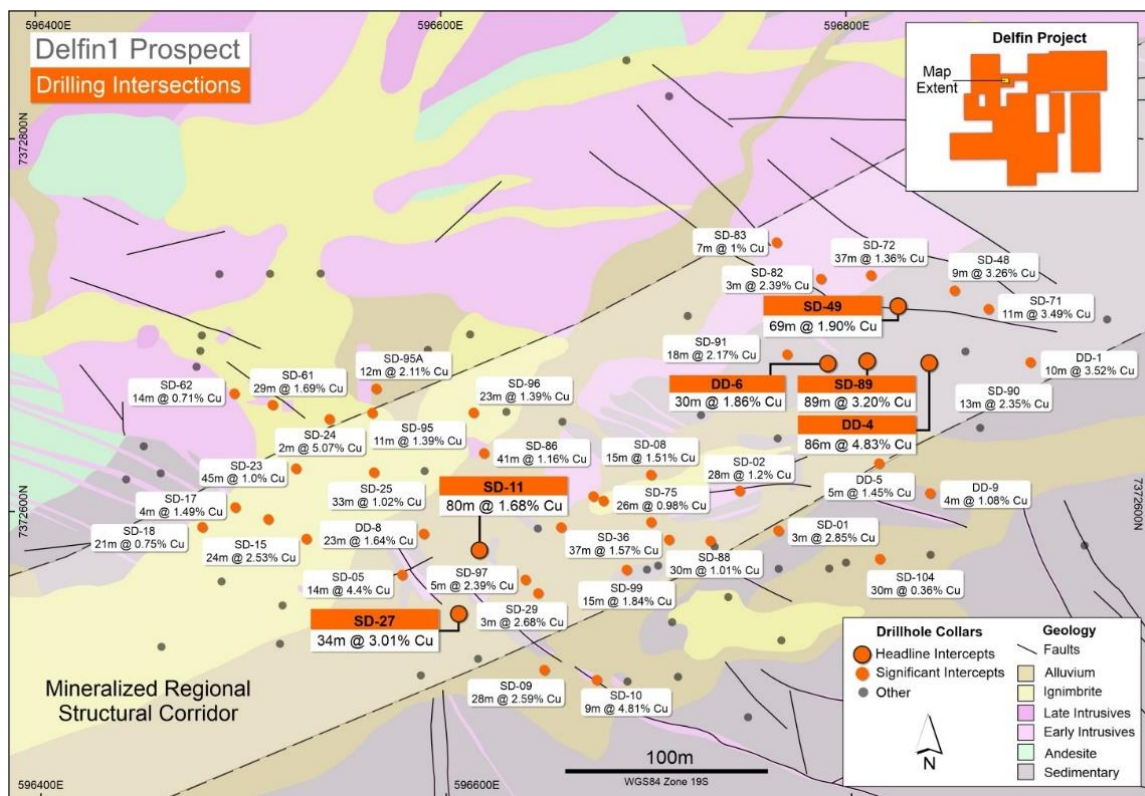 596400E
596600E
596800E
Delfin1 Prospect
Drilling Intersections
Delfin Project
Map
Extent
7372800N
7372800N
SD-83
7m @ 1% Cu
SD-72
37m @ 1.36% Cu
SD-82
3m @ 2.39% Cu
SD-48
9m @ 3.26% Cu
SD-49
69m @ 1.90% Cu
SD-71
11m @ 3.49% Cu
SD-91
18m @ 2.17% Cu
SD-95A
12m @ 2.11% Cu
SD-61
29m @ 1.69% Cu
SD-62
14m @ 0.71% Cu
SD-96
23m @ 1.39% Cu
DD-6
30m @ 1.86% Cu
SD-89
89m @ 3.20% Cu
DD-1
10m @ 3.52% Cu
SD-90
13m @ 2.35% Cu
DD-4
86m @ 4.83% Cu
SD-24
2m @ 5.07% Cu
SD-95
11m @ 1.39% Cu
SD-86
41m @ 1.16% Cu
SD-08
15m @ 1.51% Cu
SD-23
45m @ 1.0% Cu
SD-02
28m @ 1.2% Cu
SD-25
33m @ 1.02% Cu
SD-11
80m @ 1.68% Cu
SD-75
26m @ 0.98% Cu
DD-5
5m @ 1.45% Cu
DD-9
4m @ 1.08% Cu
7372600N
7372600N
SD-17
4m @ 1.49% Cu
SD-18
21m @ 0.75% Cu
SD-15
24m @ 2.53% Cu
DD-8
23m @ 1.64% Cu
SD-36
37m @ 1.57% Cu
SD-01
3m @ 2.85% Cu
SD-88
30m @ 1.01% Cu
SD-05
14m @ 4.4% Cu
SD-97
5m @ 2.39% Cu
SD-99
15m @ 1.84% Cu
SD-104
30m @ 0.36% Cu
SD-27
34m @ 3.01% Cu
SD-29
3m @ 2.68% Cu
SD-09
28m @ 2.59% Cu
SD-10
9m @ 4.81% Cu
Mineralized Regional
Structural Corridor
Drillhole Collars
Headline Intercepts
Significant Intercepts
Other
N
Geology
Faults
Alluvium
Ignimbrite
Late Intrusives
Early Intrusives
Andesite
Sedimentary
100m
WGS84 Zone 19S
596400E
596600E
596800E